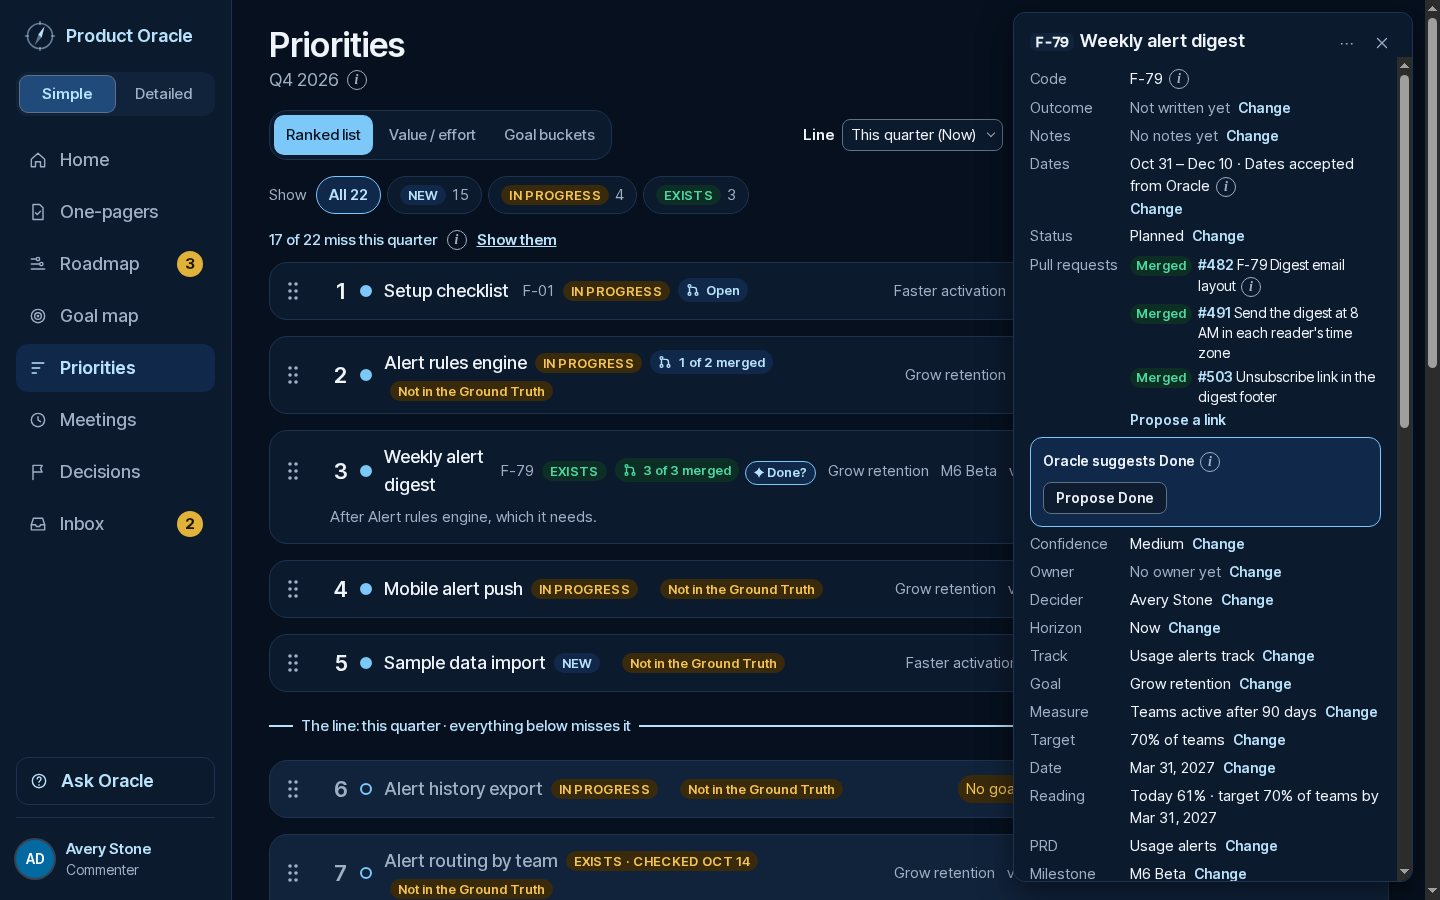 Product Oracle
Simple
Detailed
Home
One-pagers
Roadmap
3
Goal map
Priorities
Meetings
Decisions
Inbox
2
Ask Oracle
AD
Avery Stone
Commenter
Priorities
Q4 2026 i
Ranked list
Value / effort
Goal buckets
Line
This quarter (Now)
Show
All 22
NEW 15
IN PROGRESS 4
EXISTS 3
17 of 22 miss this quarter i Show them
1 Setup checklist F-01 IN PROGRESS Open Faster activation
2 Alert rules engine IN PROGRESS 1 of 2 merged Grow retention
Not in the Ground Truth
3 Weekly alert digest F-79 EXISTS 3 of 3 merged Done? Grow retention M6 Beta
After Alert rules engine, which it needs.
4 Mobile alert push IN PROGRESS Not in the Ground Truth Grow retention
5 Sample data import NEW Not in the Ground Truth Faster activation
The line: this quarter · everything below misses it
6 Alert history export IN PROGRESS Not in the Ground Truth No goa
7 Alert routing by team EXISTS · CHECKED OCT 14 Grow retention
Not in the Ground Truth
F-79 Weekly alert digest
Code F-79 i
Outcome Not written yet Change
Notes No notes yet Change
Dates Oct 31 – Dec 10 · Dates accepted
from Oracle i
Change
Status Planned Change
Pull requests Merged #482 F-79 Digest email
layout i
Merged #491 Send the digest at 8
AM in each reader's time
zone
Merged #503 Unsubscribe link in the
digest footer
Propose a link
Oracle suggests Done i
Propose Done
Confidence Medium Change
Owner No owner yet Change
Decider Avery Stone Change
Horizon Now Change
Track Usage alerts track Change
Goal Grow retention Change
Measure Teams active after 90 days Change
Target 70% of teams Change
Date Mar 31, 2027 Change
Reading Today 61% · target 70% of teams by
Mar 31, 2027
PRD Usage alerts Change
Milestone M6 Beta Change